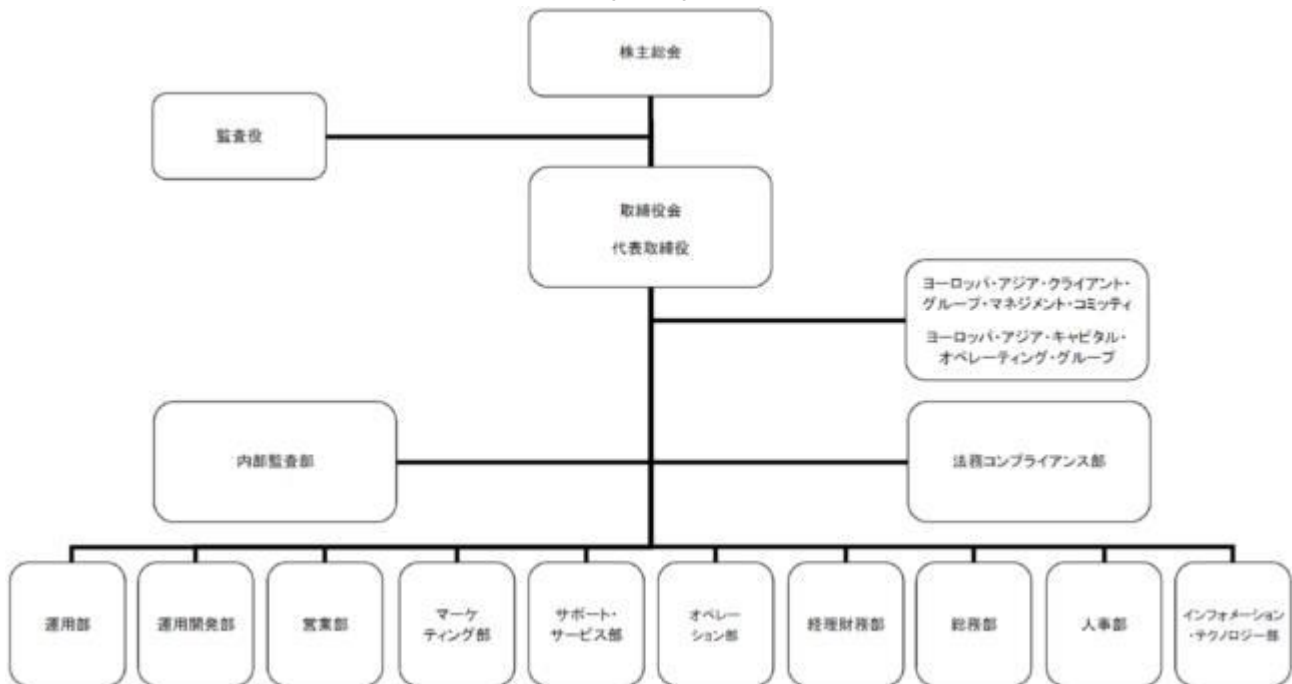 株主総会
監査役
取締役会
代表取締役
ヨーロッパ・アジア・クライアント・
グループ・マネジメント・コミッティ
ヨーロッパ・アジア・キャピタル・
オペレーティング・グループ
内部監査部
法務コンプライアンス部
運用部
運用開発部
営業部
マーケ
ティング部
サポート・
サービス部
オペレー
ション部
経理財務部
総務部
人事部
インフォメーション
・テクノロジー部